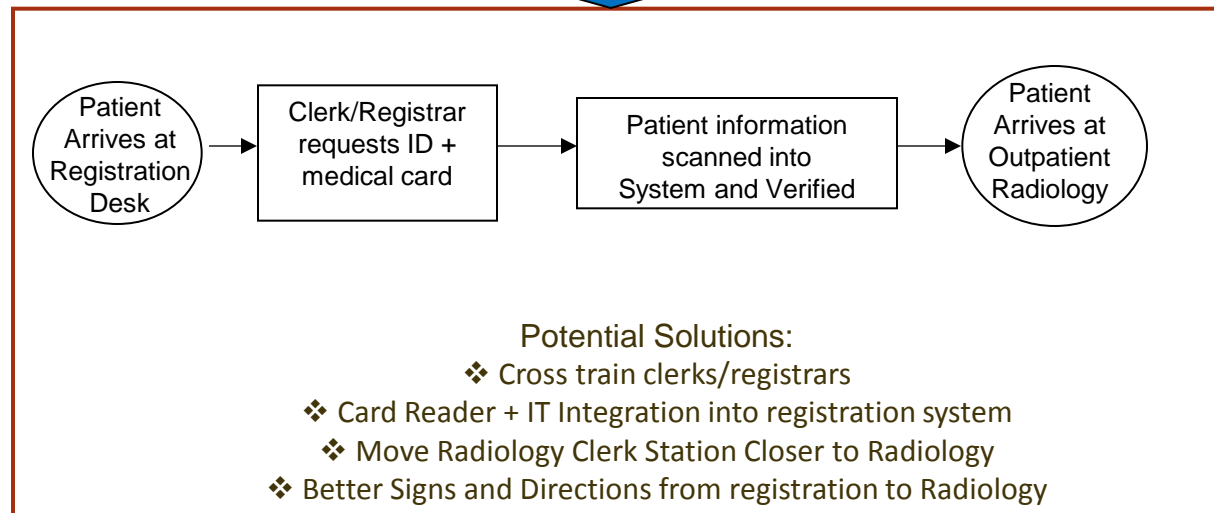 Patient
Arrives at
Registration
Desk
Clerk/Registrar
requests ID +
medical card
Patient information
scanned into
System and Verified
Patient
Arrives at
Outpatient
Radiology
Potential Solutions:
❖ Cross train clerks/registrars
❖ Card Reader + IT Integration into registration system
❖ Move Radiology Clerk Station Closer to Radiology
❖ Better Signs and Directions from registration to Radiology